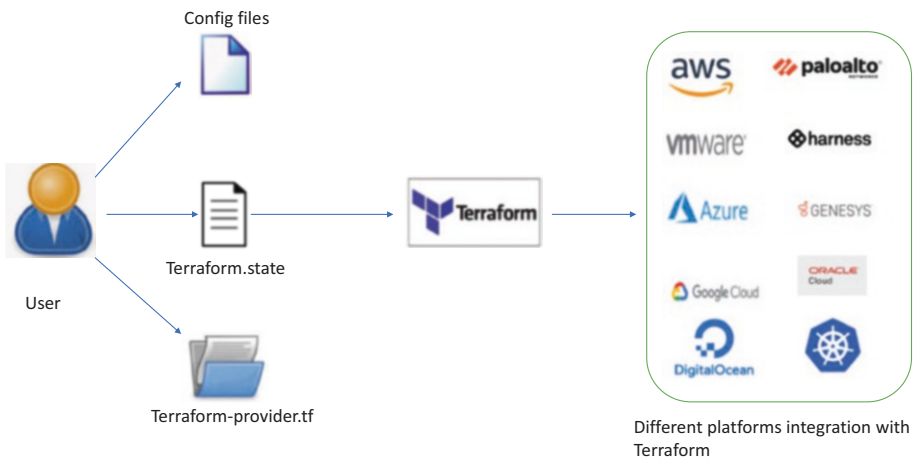 Config files
User
Terraform.state
Terraform-provider.tf
Terraform
aws
paloalto
NETWORKS
vmware
harness
Azure
GENESYS
Google Cloud
ORACLE
Cloud
DigitalOcean
Different platforms integration with
Terraform